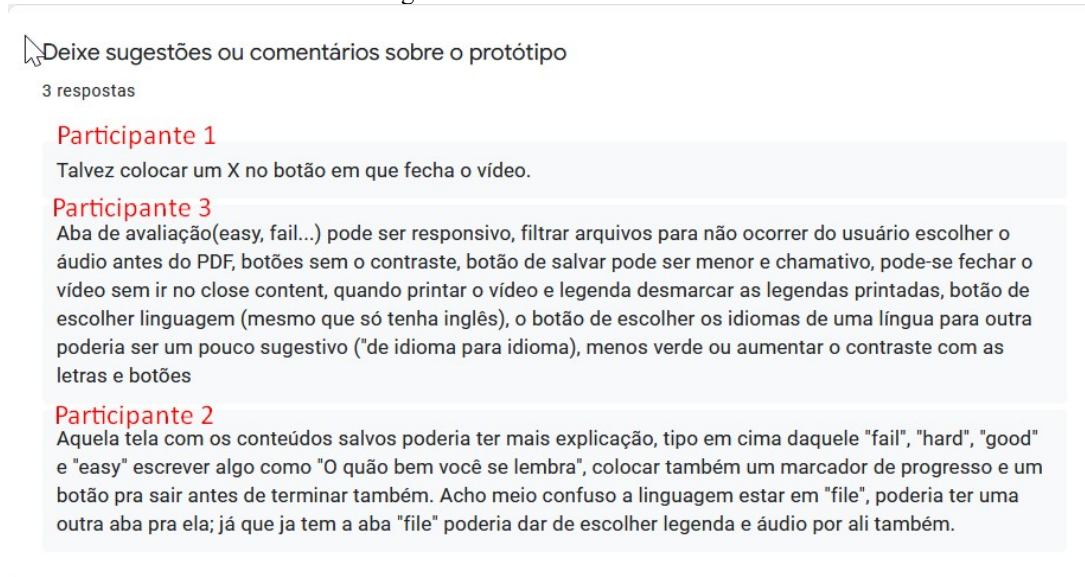 Deixe sugestões ou comentários sobre o protótipo
3 respostas
Participante 1
Talvez colocar um X no botão em que fecha o vídeo.
Participante 3
Aba de avaliação(easy, fail...) pode ser responsivo, filtrar arquivos para não ocorrer do usuário escolher o
áudio antes do PDF, botões sem o contraste, botão de salvar pode ser menor e chamativo, pode-se fechar o
vídeo sem ir no close content, quando printar o vídeo e legenda desmarcar as legendas printadas, botão de
escolher linguagem (mesmo que só tenha inglês), o botão de escolher os idiomas de uma língua para outra
poderia ser um pouco sugestivo ("de idioma para idioma), menos verde ou aumentar o contraste com as
letras e botões
Participante 2
Aquela tela com os conteúdos salvos poderia ter mais explicação, tipo em cima daquele "fail", "hard", "good"
e "easy" escrever algo como "O quão bem você se lembra", colocar também um marcador de progresso e um
botão pra sair antes de terminar também. Acho meio confuso a linguagem estar em "file", poderia ter uma
outra aba pra ela; já que ja tem a aba "file" poderia dar de escolher legenda e áudio por ali também.